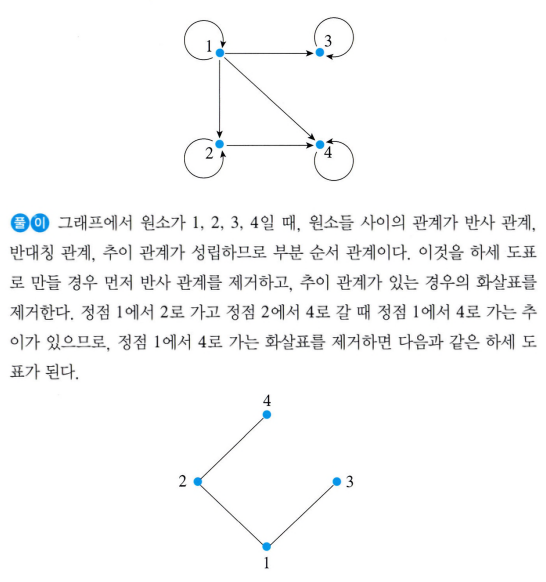 1
3
2
4
풀이 그래프에서 원소가 1, 2, 3, 4일 때, 원소들 사이의 관계가 반사 관계,
반대칭 관계, 추이 관계가 성립하므로 부분 순서 관계이다. 이것을 하세 도표
로 만들 경우 먼저 반사 관계를 제거하고, 추이 관계가 있는 경우의 화살표를
제거한다. 정점 1에서 2로 가고 정점 2에서 4로 갈 때 정점 1에서 4로 가는 추
이가 있으므로, 정점 1에서 4로 가는 화살표를 제거하면 다음과 같은 하세 도
표가 된다.
4
2
3
1